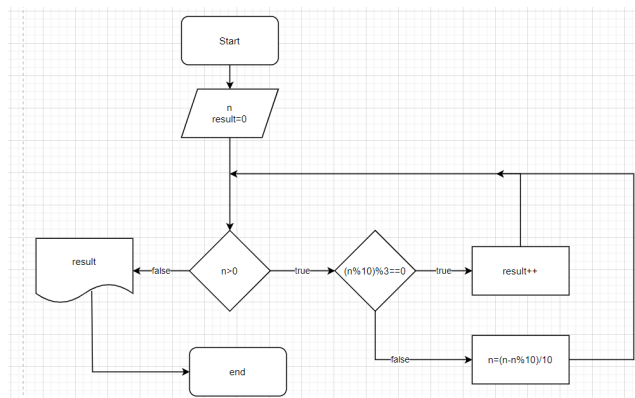 Start
n
result=0
n>0
false
true
result
(n%10)%3==0
true
result++
false
n=(n-n%10)/10
end